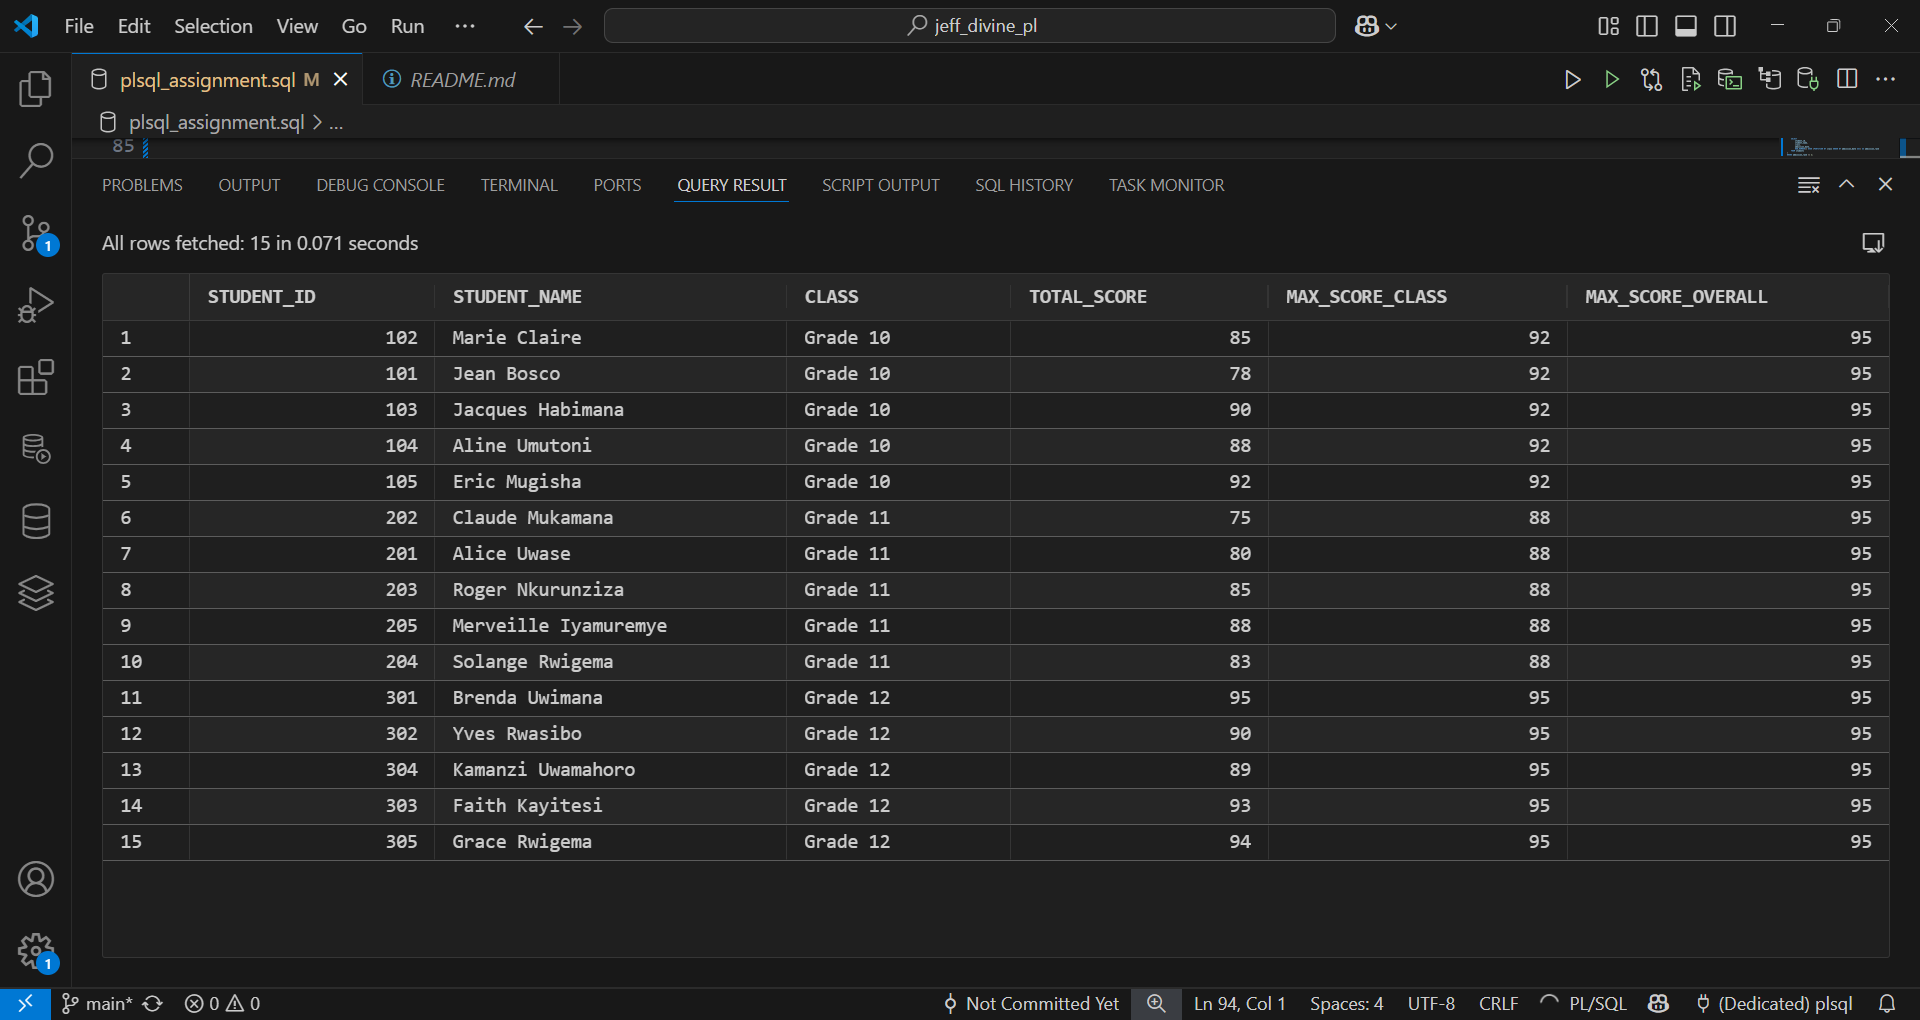 File Edit Selection View Go Run ··· jeff_divine_pl
plsql_assignment.sql M README.md
plsql_assignment.sql > ...
85
PROBLEMS OUTPUT DEBUG CONSOLE TERMINAL PORTS QUERY RESULT SCRIPT OUTPUT SQL HISTORY TASK MONITOR
All rows fetched: 15 in 0.071 seconds
STUDENT_ID STUDENT_NAME CLASS TOTAL_SCORE MAX_SCORE_CLASS MAX_SCORE_OVERALL
1 102 Marie Claire Grade 10 85 92 95
2 101 Jean Bosco Grade 10 78 92 95
3 103 Jacques Habimana Grade 10 90 92 95
4 104 Aline Umutoni Grade 10 88 92 95
5 105 Eric Mugisha Grade 10 92 92 95
6 202 Claude Mukamana Grade 11 75 88 95
7 201 Alice Uwase Grade 11 80 88 95
8 203 Roger Nkurunziza Grade 11 85 88 95
9 205 Merveille Iyamuremye Grade 11 88 88 95
10 204 Solange Rwigema Grade 11 83 88 95
11 301 Brenda Uwimana Grade 12 95 95 95
12 302 Yves Rwasibo Grade 12 90 95 95
13 304 Kamanzi Uwamahoro Grade 12 89 95 95
14 303 Faith Kayitesi Grade 12 93 95 95
15 305 Grace Rwigema Grade 12 94 95 95
1
1
main* 0 0 Not Committed Yet Ln 94, Col 1 Spaces: 4 UTF-8 CRLF PL/SQL (Dedicated) plsql